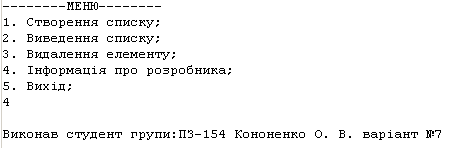 --------МЕНЮ--------
1. Створення списку;
2. Виведення списку;
3. Видалення елементу;
4. Інформація про розробника;
5. Вихід;
4
Виконав студент групи:ПЗ-154 Кононенко О. В. варіант №7